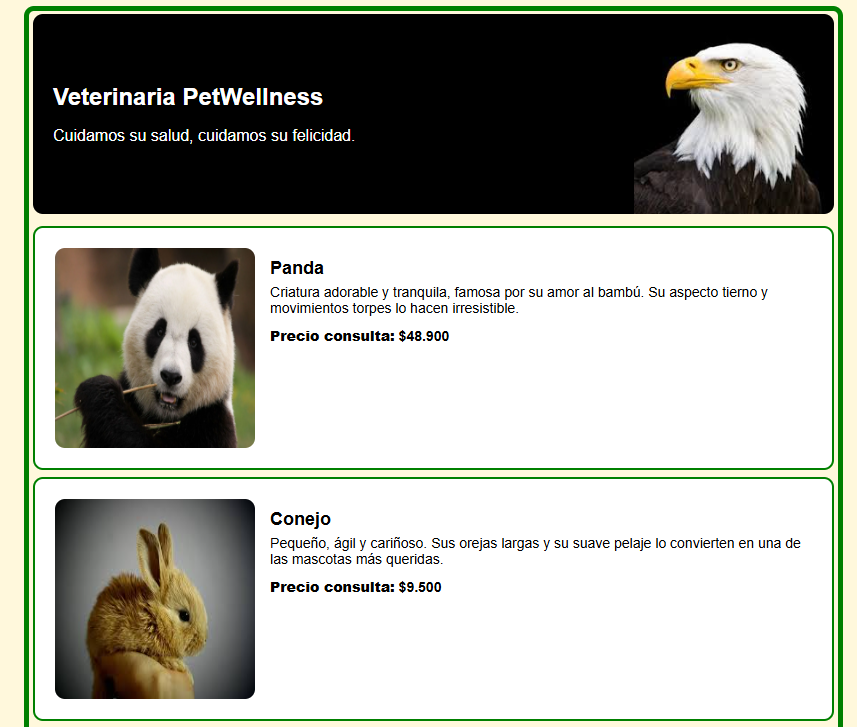 Veterinaria PetWellness
Cuidamos su salud, cuidamos su felicidad.
Panda
Criatura adorable y tranquila, famosa por su amor al bambú. Su aspecto tierno y
movimientos torpes lo hacen irresistible.
Precio consulta: $48.900
Conejo
Pequeño, ágil y cariñoso. Sus orejas largas y su suave pelaje lo convierten en una de
las mascotas más queridas.
Precio consulta: $9.500